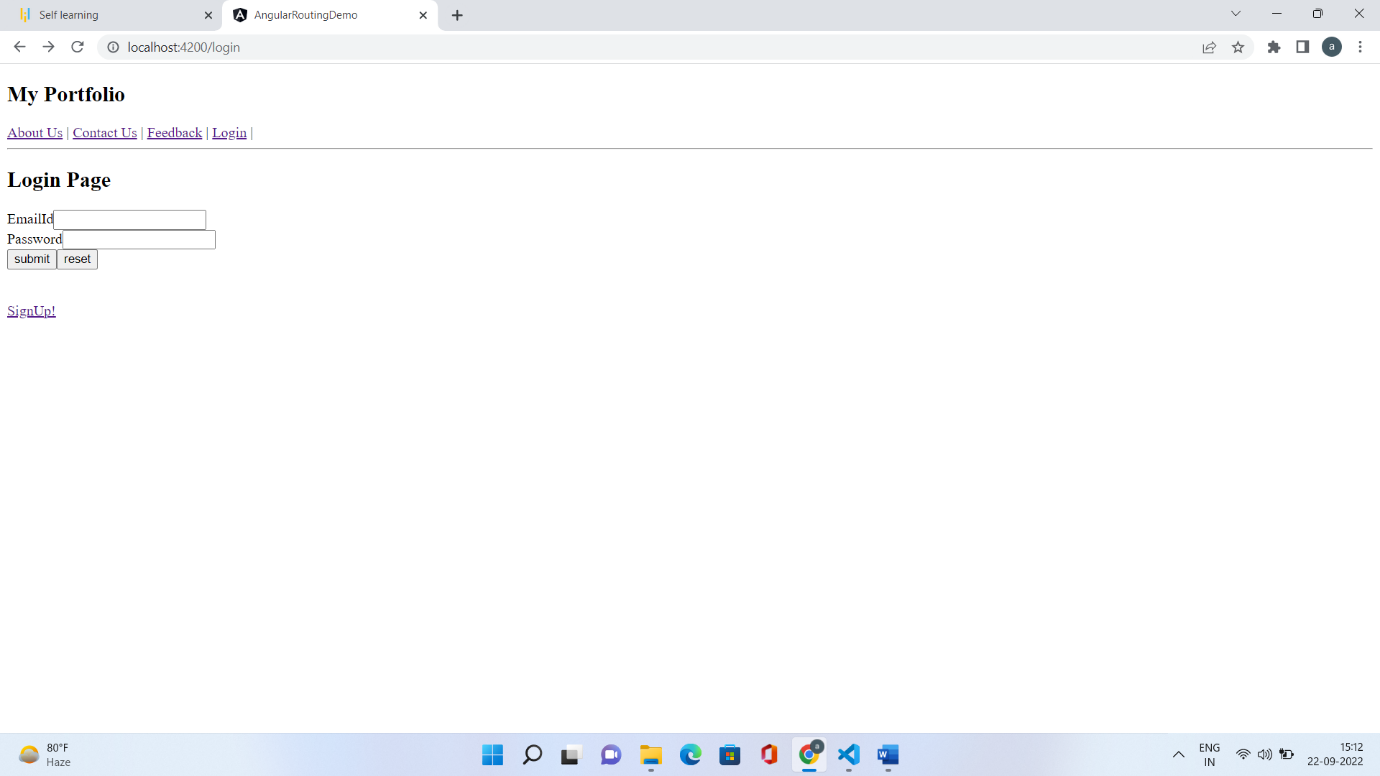 Self learning
AngularRoutingDemo
localhost:4200/login
a
My Portfolio
About Us | Contact Us | Feedback | Login |
Login Page
EmailId
Password
submit reset
SignUp!
80°F
Haze
a
W
ENG
IN
15:12
22-09-2022